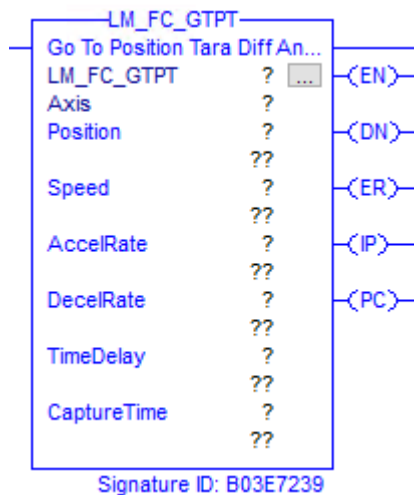 LM_FC_GTPT
Go To Position Tara Diff An...
LM_FC_GTPT ? ... (EN)
Axis ?
Position ? (DN)
??
Speed ? (ER)
??
AccelRate ? (IP)
??
DecelRate ? (PC)
??
TimeDelay ?
??
CaptureTime ?
??
Signature ID: B03E7239